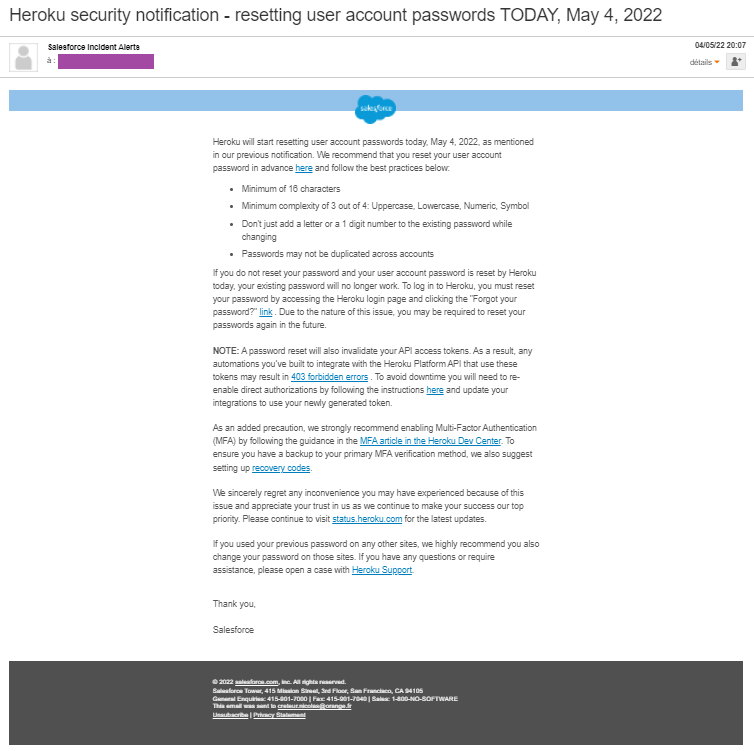 Heroku security notification - resetting user account passwords TODAY, May 4, 2022
Salesforce Incident Alerts
04/05/22 20:07
à :
détails
salesforce
Heroku will start resetting user account passwords today, May 4, 2022, as mentioned
in our previous notification. We recommend that you reset your user account
password in advance here and follow the best practices below:
• Minimum of 16 characters
• Minimum complexity of 3 out of 4: Uppercase, Lowercase, Numeric, Symbol
• Don't just add a letter or a 1 digit number to the existing password while
changing
• Passwords may not be duplicated across accounts
If you do not reset your password and your user account password is reset by Heroku
today, your existing password will no longer work. To log in to Heroku, you must reset
your password by accessing the Heroku login page and clicking the "Forgot your
password?" link . Due to the nature of this issue, you may be required to reset your
passwords again in the future.
NOTE: A password reset will also invalidate your API access tokens. As a result, any
automations you've built to integrate with the Heroku Platform API that use these
tokens may result in 403 forbidden errors . To avoid downtime you will need to re-
enable direct authorizations by following the instructions here and update your
integrations to use your newly generated token.
As an added precaution, we strongly recommend enabling Multi-Factor Authentication
(MFA) by following the guidance in the MFA article in the Heroku Dev Center. To
ensure you have a backup to your primary MFA verification method, we also suggest
setting up recovery codes.
We sincerely regret any inconvenience you may have experienced because of this
issue and appreciate your trust in us as we continue to make your success our top
priority. Please continue to visit status.heroku.com for the latest updates.
If you used your previous password on any other sites, we highly recommend you also
change your password on those sites. If you have any questions or require
assistance, please open a case with Heroku Support.
Thank you,
Salesforce
© 2022 salesforce.com, inc. All rights reserved.
Salesforce Tower, 415 Mission Street, 3rd Floor, San Francisco, CA 94105
General Enquiries: 415-901-7000 | Fax: 415-901-7040 | Sales: 1-800-NO-SOFTWARE
This email was sent to cretaur.nicolas@orange.fr
Unsubscribe | Privacy Statement